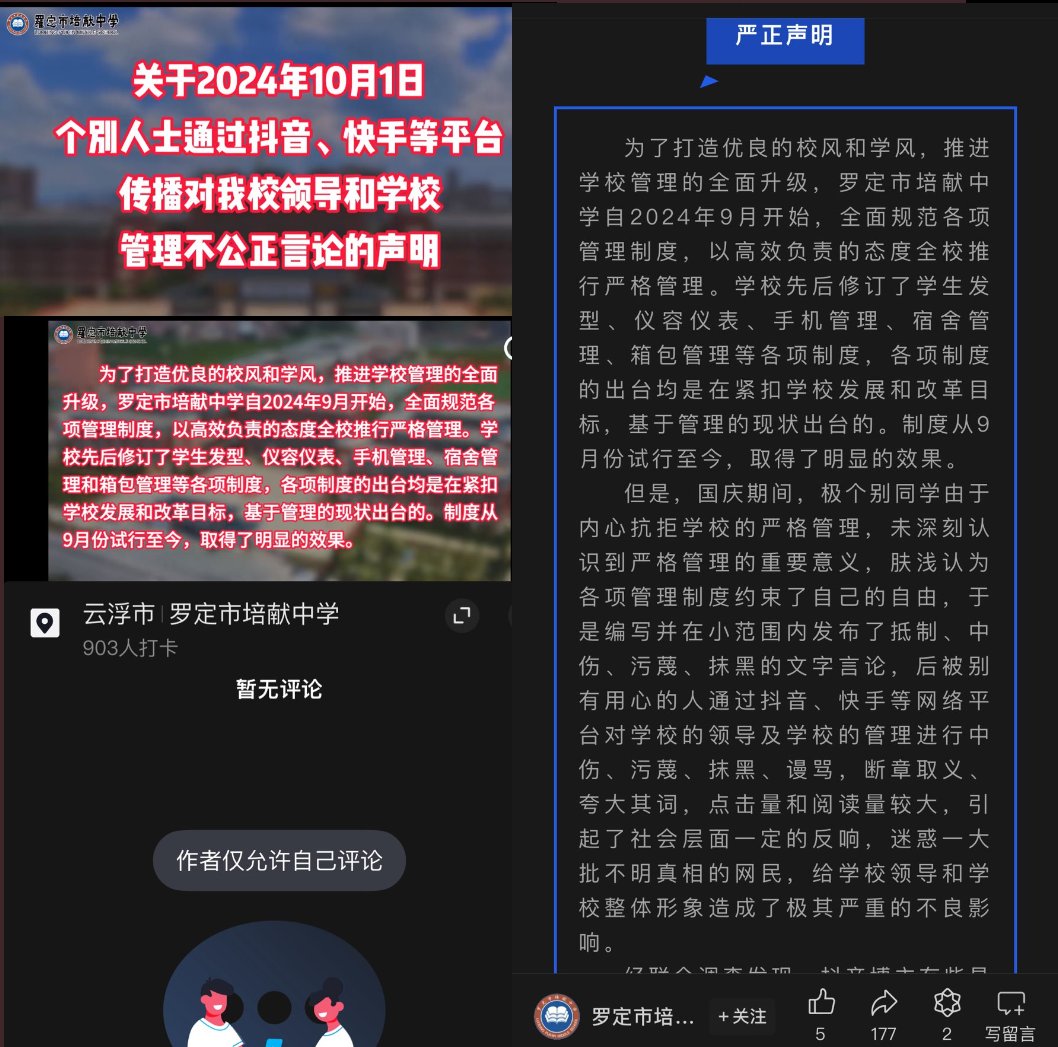 罗定市培献中学
关于2024年10月1日
个别人士通过抖音、快手等平台
传播对我校领导和学校
管理不公正言论的声明
罗定市培献中学
为了打造优良的校风和学风，推进学校管理的全面
升级，罗定市培献中学自2024年9月开始，全面规范各
项管理制度，以高效负责的态度全校推行严格管理。学
校先后修订了学生发型、仪容仪表、手机管理、宿舍管
理和箱包管理等各项制度，各项制度的出台均是在紧扣
学校发展和改革目标，基于管理的现状出台的。制度从
9月份试行至今，取得了明显的效果。
云浮市|罗定市培献中学
903人打卡
暂无评论
作者仅允许自己评论
严正声明
为了打造优良的校风和学风，推进
学校管理的全面升级，罗定市培献中
学自2024年9月开始，全面规范各项
管理制度，以高效负责的态度全校推
行严格管理。学校先后修订了学生发
型、仪容仪表、手机管理、宿舍管
理、箱包管理等各项制度，各项制度
的出台均是在紧扣学校发展和改革目
标，基于管理的现状出台的。制度从9
月份试行至今，取得了明显的效果。
但是，国庆期间，极个别同学由于
内心抗拒学校的严格管理，未深刻认
识到严格管理的重要意义，肤浅认为
各项管理制度约束了自己的自由，于
是编写并在小范围内发布了抵制、中
伤、污蔑、抹黑的文字言论，后被别
有用心的人通过抖音、快手等网络平
台对学校的领导及学校的管理进行中
伤、污蔑、抹黑、谩骂，断章取义、
夸大其词，点击量和阅读量较大，引
起了社会层面一定的反响，迷惑一大
批不明真相的网民，给学校领导和学
校整体形象造成了极其严重的不良影
响。
罗定市培...
+关注
5
177
2
写留言